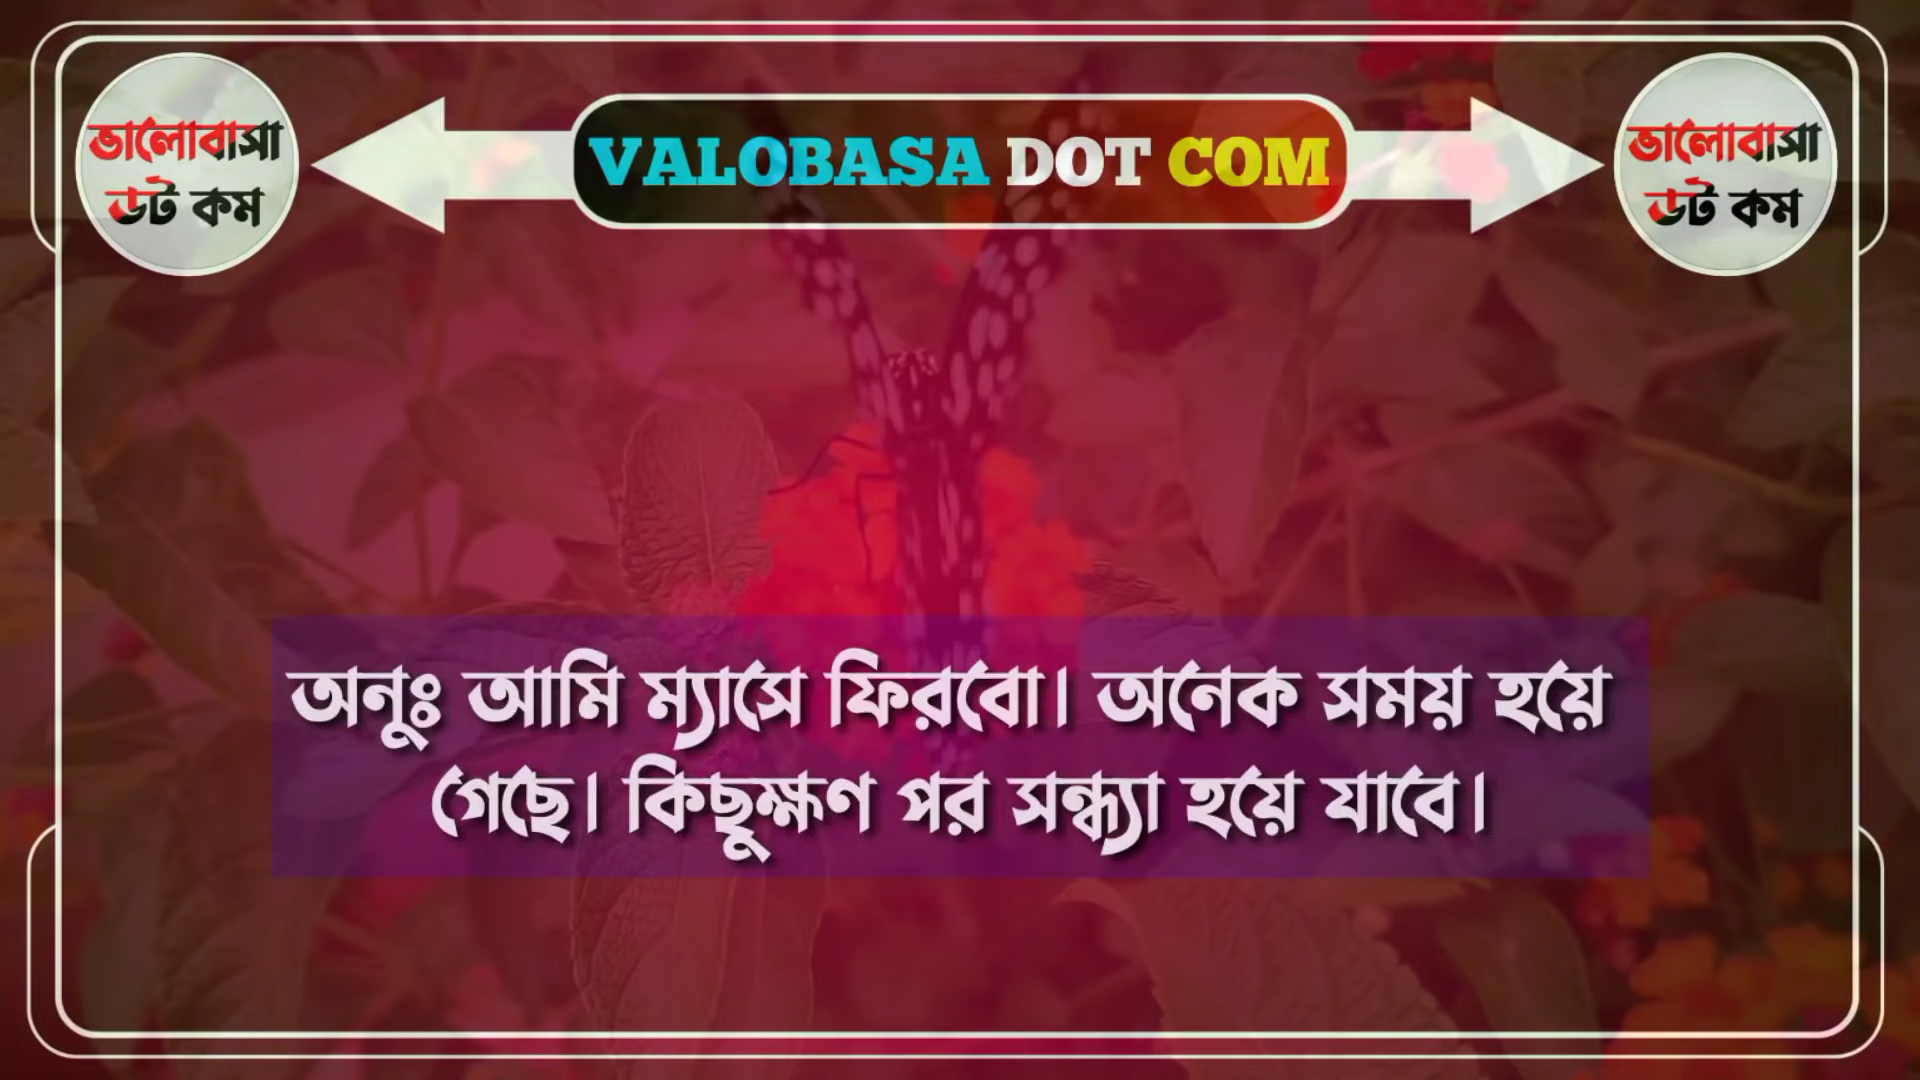 ভালোবাসা
ডট কম
VALOBASA DOT COM
ভালোবাসা
ডট কম
অনুঃ আমি ম্যাসে ফিরবো। অনেক সময় হয়ে
গেছে। কিছুক্ষণ পর সন্ধ্যা হয়ে যাবে।